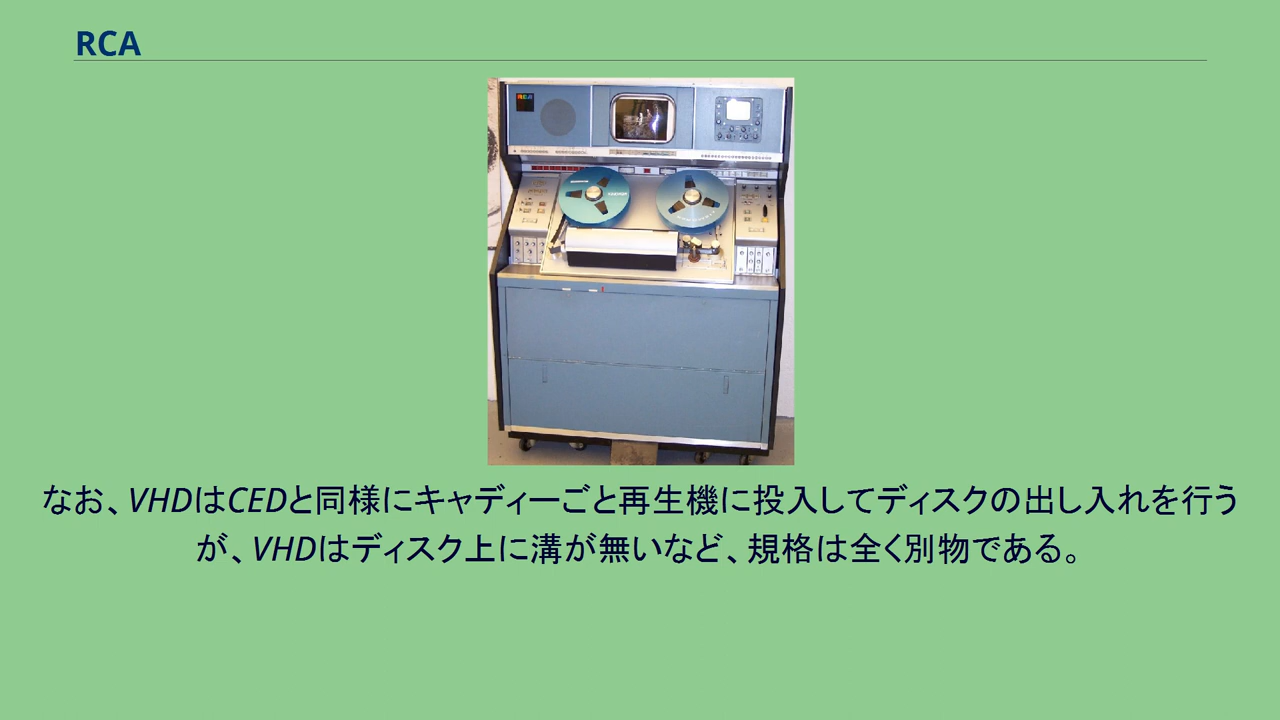 RCA
なお、VHDはCEDと同様にキャディーごと再生機に投入してディスクの出し入れを行う
が、VHDはディスク上に溝が無いなど、規格は全く別物である。